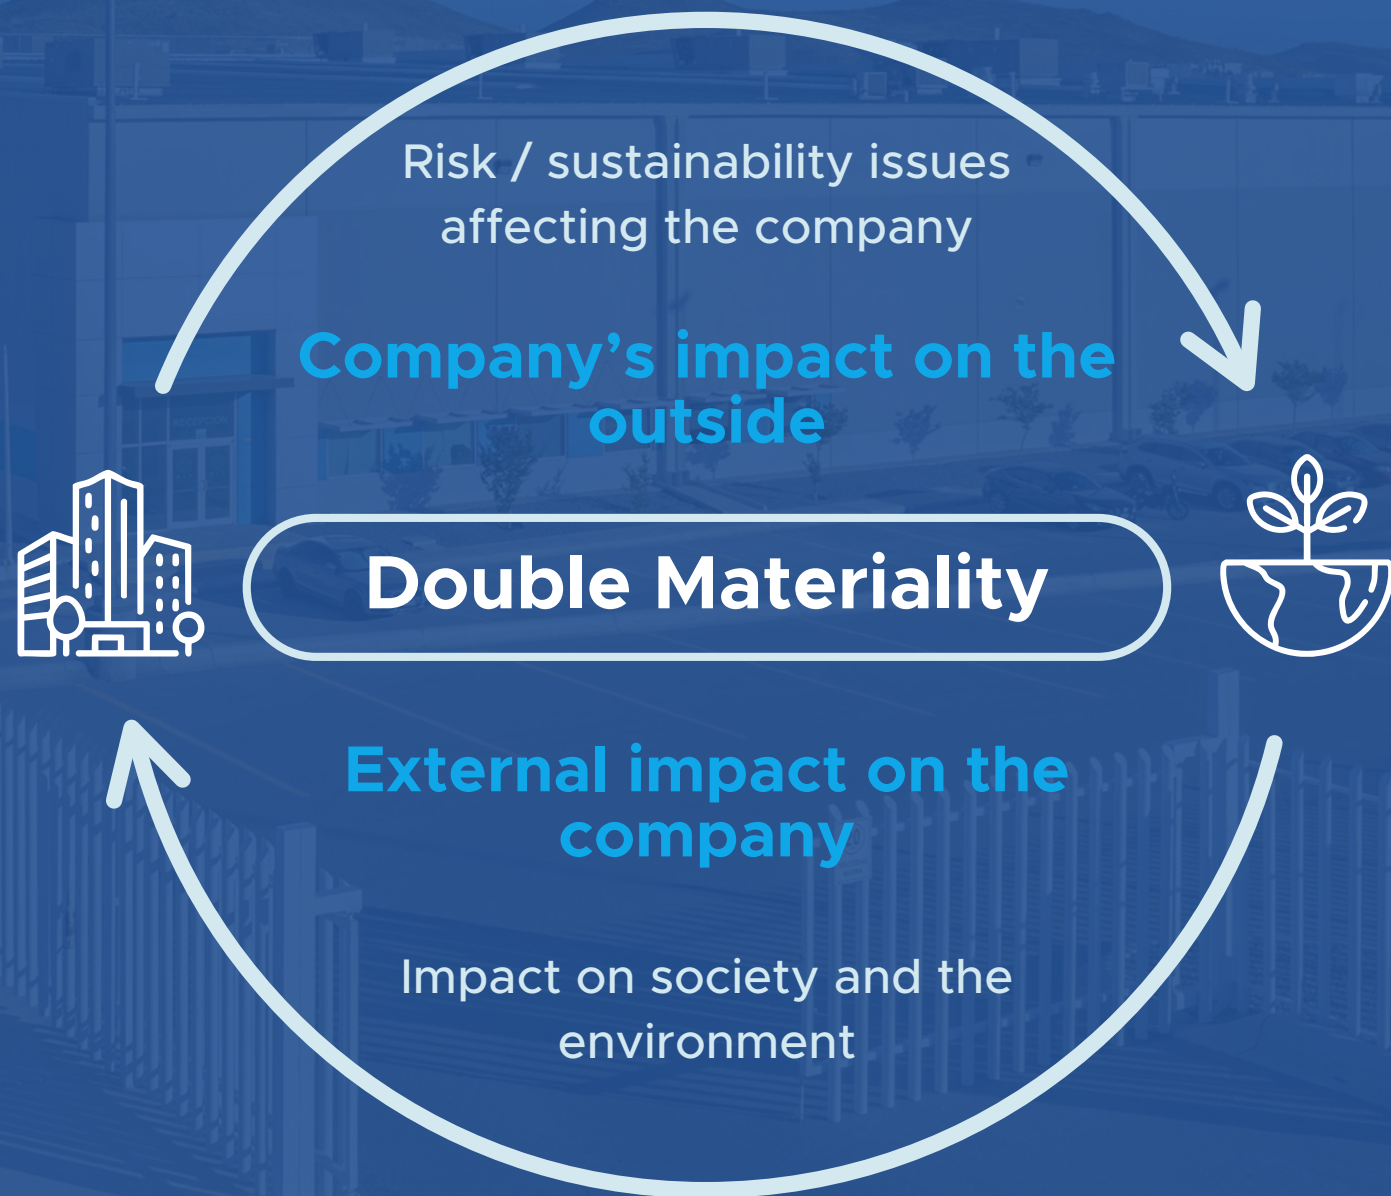 Risk / sustainability issues
affecting the company
Company’s impact on the
outside
Double Materiality
External impact on the
company
Impact on society and the
environment